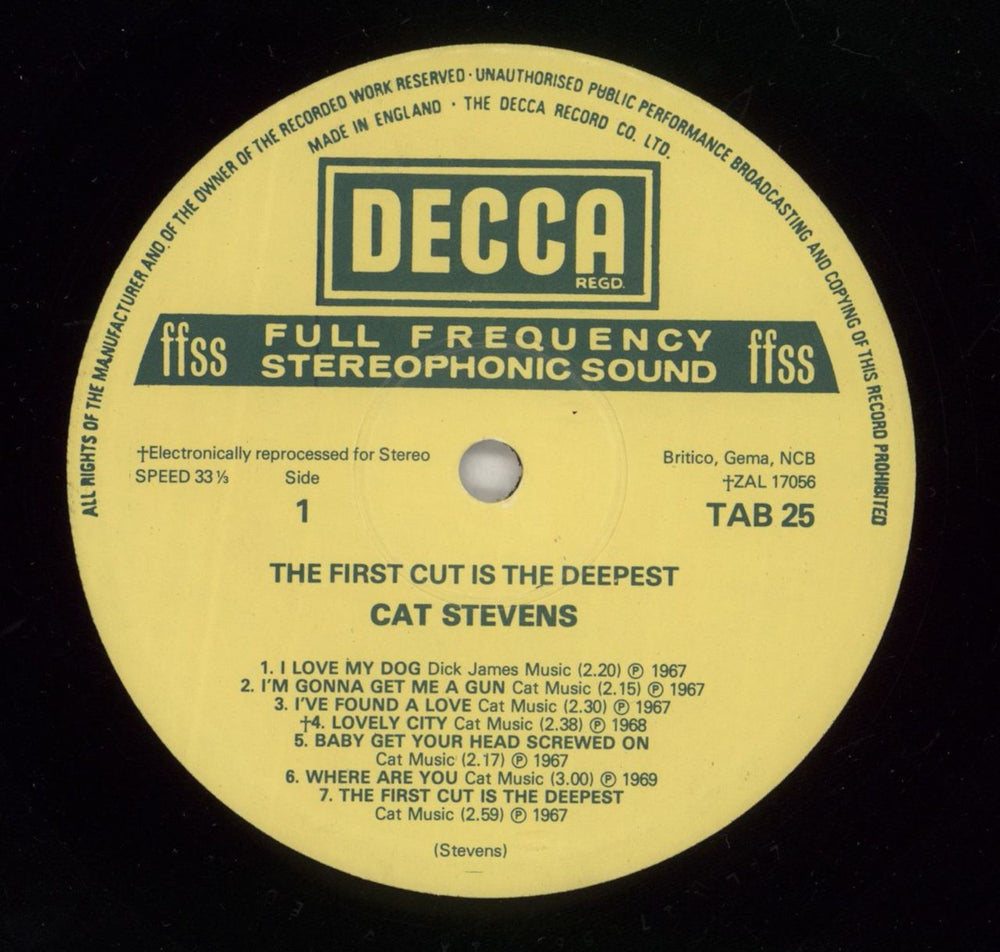 ALL RIGHTS OF THE MANUFACTURER AND OF THE OWNER OF THE RECORDED WORK RESERVED · UNAUTHORISED PUBLIC PERFORMANCE BROADCASTING AND COPYING OF THIS RECORD PROHIBITED
MADE IN ENGLAND · THE DECCA RECORD CO. LTD.
DECCA
REGD.
ffss FULL FREQUENCY ffss
STEREOPHONIC SOUND
†Electronically reprocessed for Stereo
SPEED 33⅓ Side
1
Britico, Gema, NCB
†ZAL 17056
TAB 25
THE FIRST CUT IS THE DEEPEST
CAT STEVENS
1. I LOVE MY DOG Dick James Music (2.20) ℗ 1967
2. I'M GONNA GET ME A GUN Cat Music (2.15) ℗ 1967
3. I'VE FOUND A LOVE Cat Music (2.30) ℗ 1967
†4. LOVELY CITY Cat Music (2.38) ℗ 1968
5. BABY GET YOUR HEAD SCREWED ON
Cat Music (2.17) ℗ 1967
6. WHERE ARE YOU Cat Music (3.00) ℗ 1969
7. THE FIRST CUT IS THE DEEPEST
Cat Music (2.59) ℗ 1967
(Stevens)